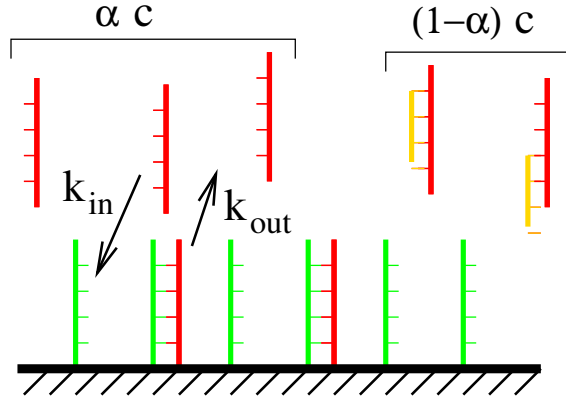 α c
(1−α) c
k_in
k_out